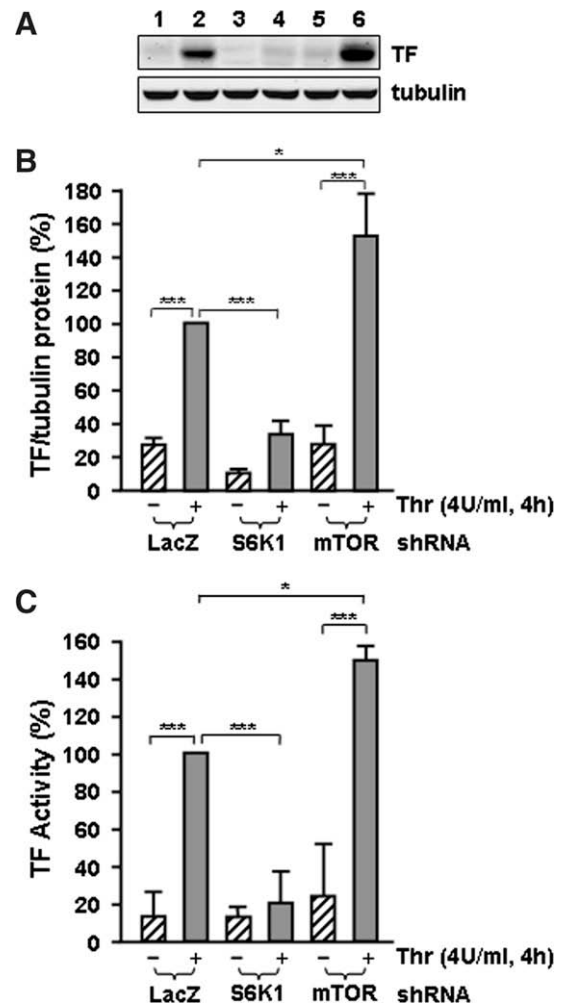 A
1 2 3 4 5 6
TF
tubulin
B
*
***
*** ***
TF/tubulin protein (%)
180
160
140
120
100
80
60
40
20
0
− + − + − + Thr (4U/ml, 4h)
LacZ S6K1 mTOR shRNA
C
*
***
*** ***
TF Activity (%)
160
140
120
100
80
60
40
20
0
− + − + − + Thr (4U/ml, 4h)
LacZ S6K1 mTOR shRNA